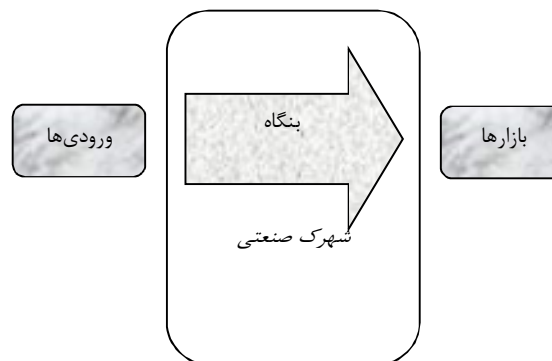 ورودی‌ها
بنگاه
بازارها
شهرک صنعتی